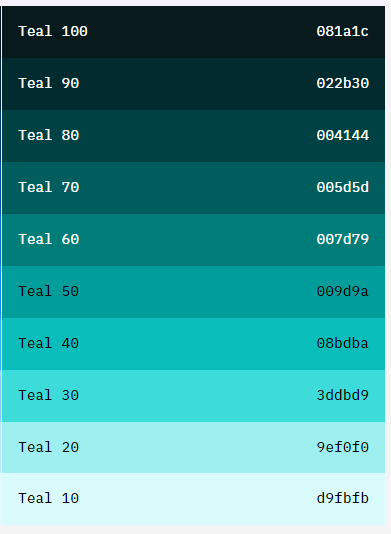 Teal 100 081a1c
Teal 90 022b30
Teal 80 004144
Teal 70 005d5d
Teal 60 007d79
Teal 50 009d9a
Teal 40 08bdba
Teal 30 3ddbd9
Teal 20 9ef0f0
Teal 10 d9fbfb